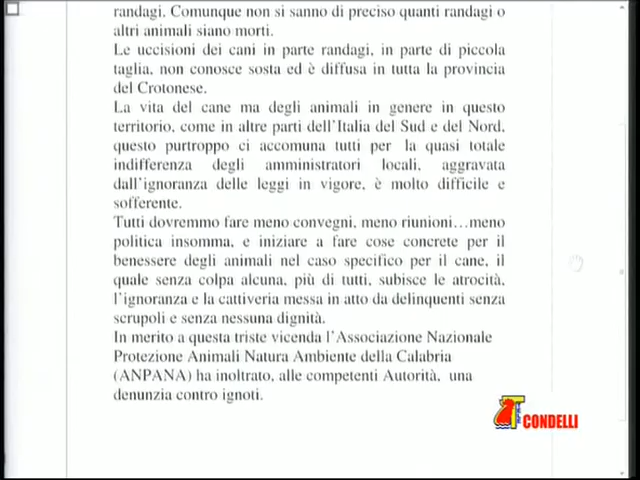 randagi. Comunque non si sanno di preciso quanti randagi o
altri animali siano morti.
Le uccisioni dei cani in parte randagi, in parte di piccola
taglia, non conosce sosta ed è diffusa in tutta la provincia
del Crotonese.
La vita del cane ma degli animali in genere in questo
territorio, come in altre parti dell'Italia del Sud e del Nord,
questo purtroppo ci accomuna tutti per la quasi totale
indifferenza degli amministratori locali, aggravata
dall'ignoranza delle leggi in vigore, è molto difficile e
sofferente.
Tutti dovremmo fare meno convegni, meno riunioni…meno
politica insomma, e iniziare a fare cose concrete per il
benessere degli animali nel caso specifico per il cane, il
quale senza colpa alcuna, più di tutti, subisce le atrocità,
l'ignoranza e la cattiveria messa in atto da delinquenti senza
scrupoli e senza nessuna dignità.
In merito a questa triste vicenda l'Associazione Nazionale
Protezione Animali Natura Ambiente della Calabria
(ANPANA) ha inoltrato, alle competenti Autorità, una
denunzia contro ignoti.
CONDELLI